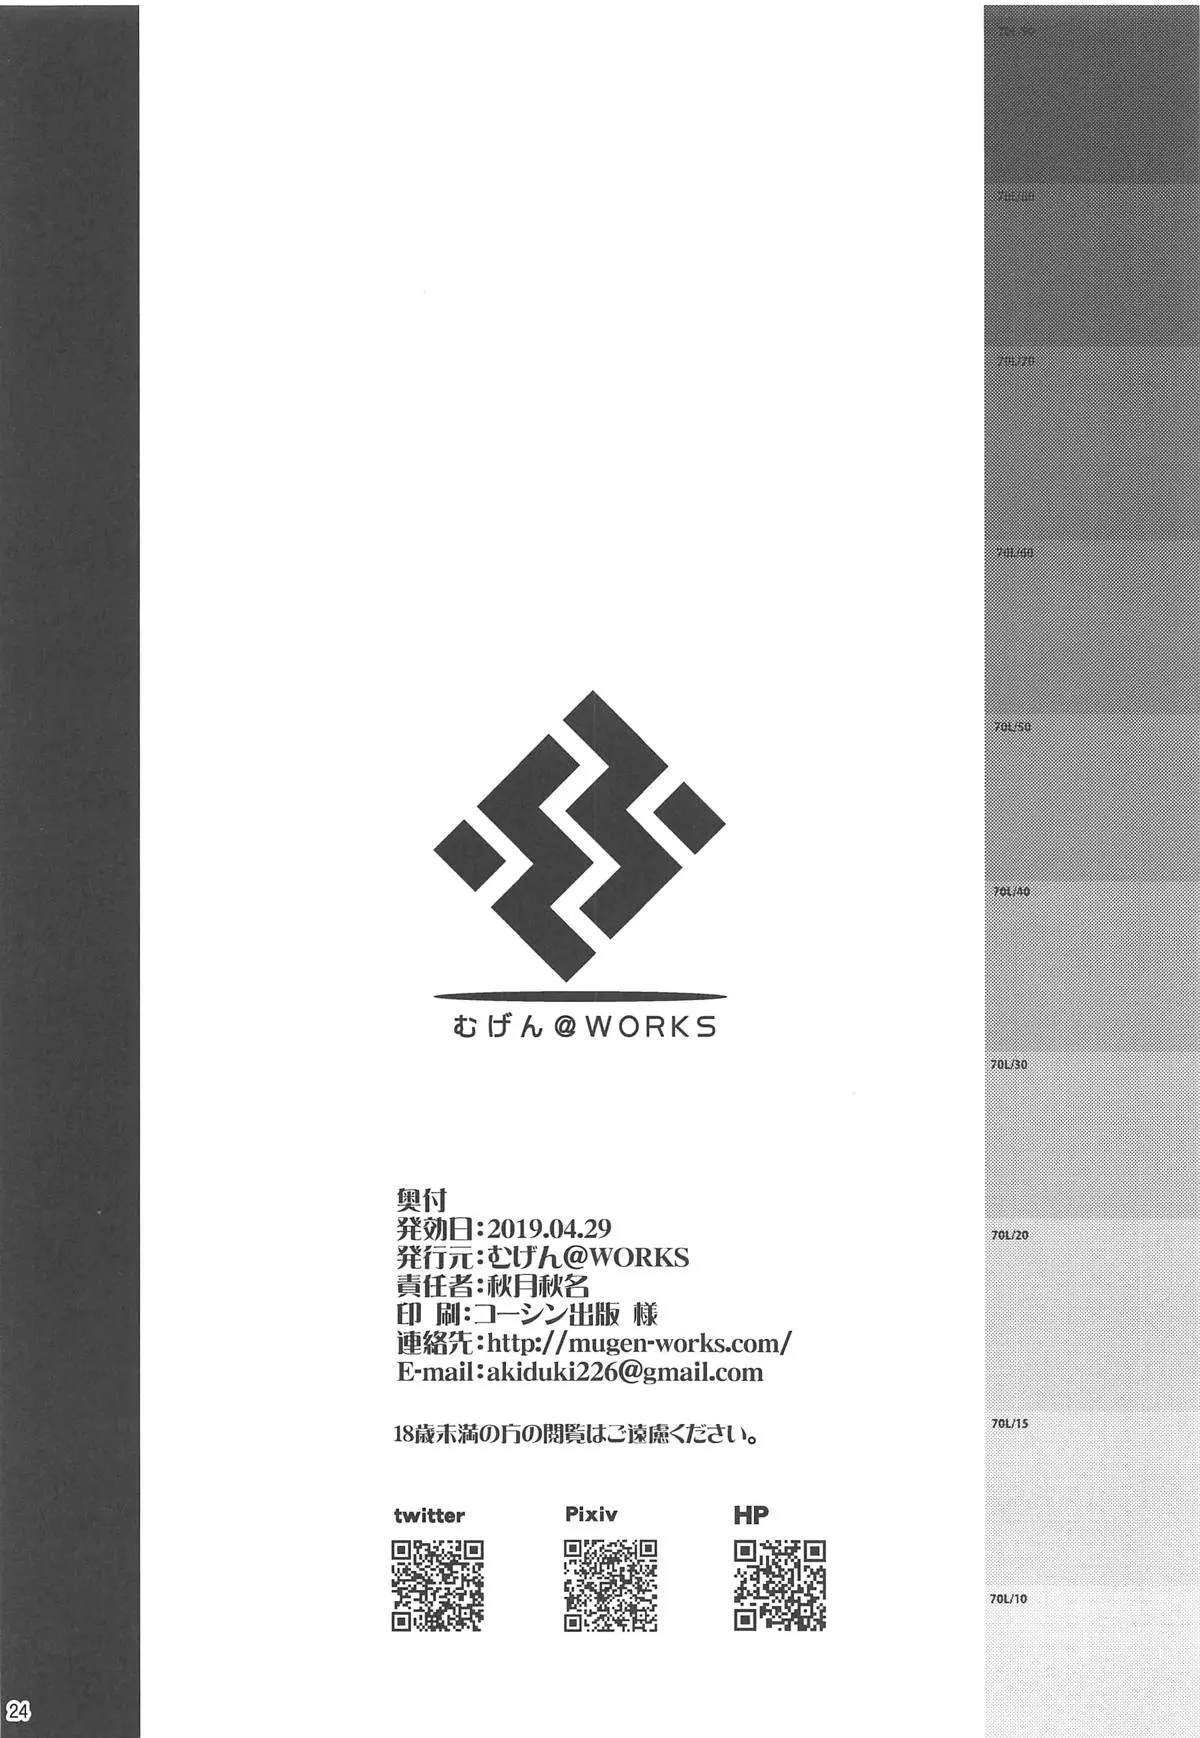 70L/90
70L/80
70L/70
70L/60
70L/50
70L/40
70L/30
70L/20
70L/15
70L/10
むげん@WORKS
奥付
発効日:2019.04.29
発行元:むげん@WORKS
責任者:秋月秋名
印 刷:コーシン出版 様
連絡先:http://mugen-works.com/
E-mail:akiduki226@gmail.com
18歳未満の方の閲覧はご遠慮ください。
twitter
Pixiv
HP
24